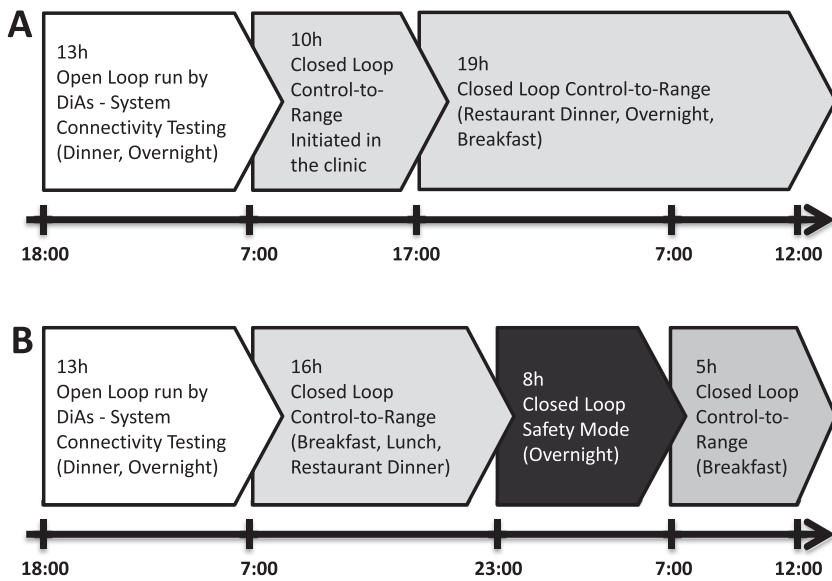 A
13h
Open Loop run by
DiAs - System
Connectivity Testing
(Dinner, Overnight)
10h
Closed Loop
Control-to-
Range
Initiated in
the clinic
19h
Closed Loop Control-to-Range
(Restaurant Dinner, Overnight,
Breakfast)
18:00 7:00 17:00 7:00 12:00
B
13h
Open Loop run by
DiAs - System
Connectivity Testing
(Dinner, Overnight)
16h
Closed Loop
Control-to-Range
(Breakfast, Lunch,
Restaurant Dinner)
8h
Closed Loop
Safety Mode
(Overnight)
5h
Closed Loop
Control-to-
Range
(Breakfast)
18:00 7:00 23:00 7:00 12:00